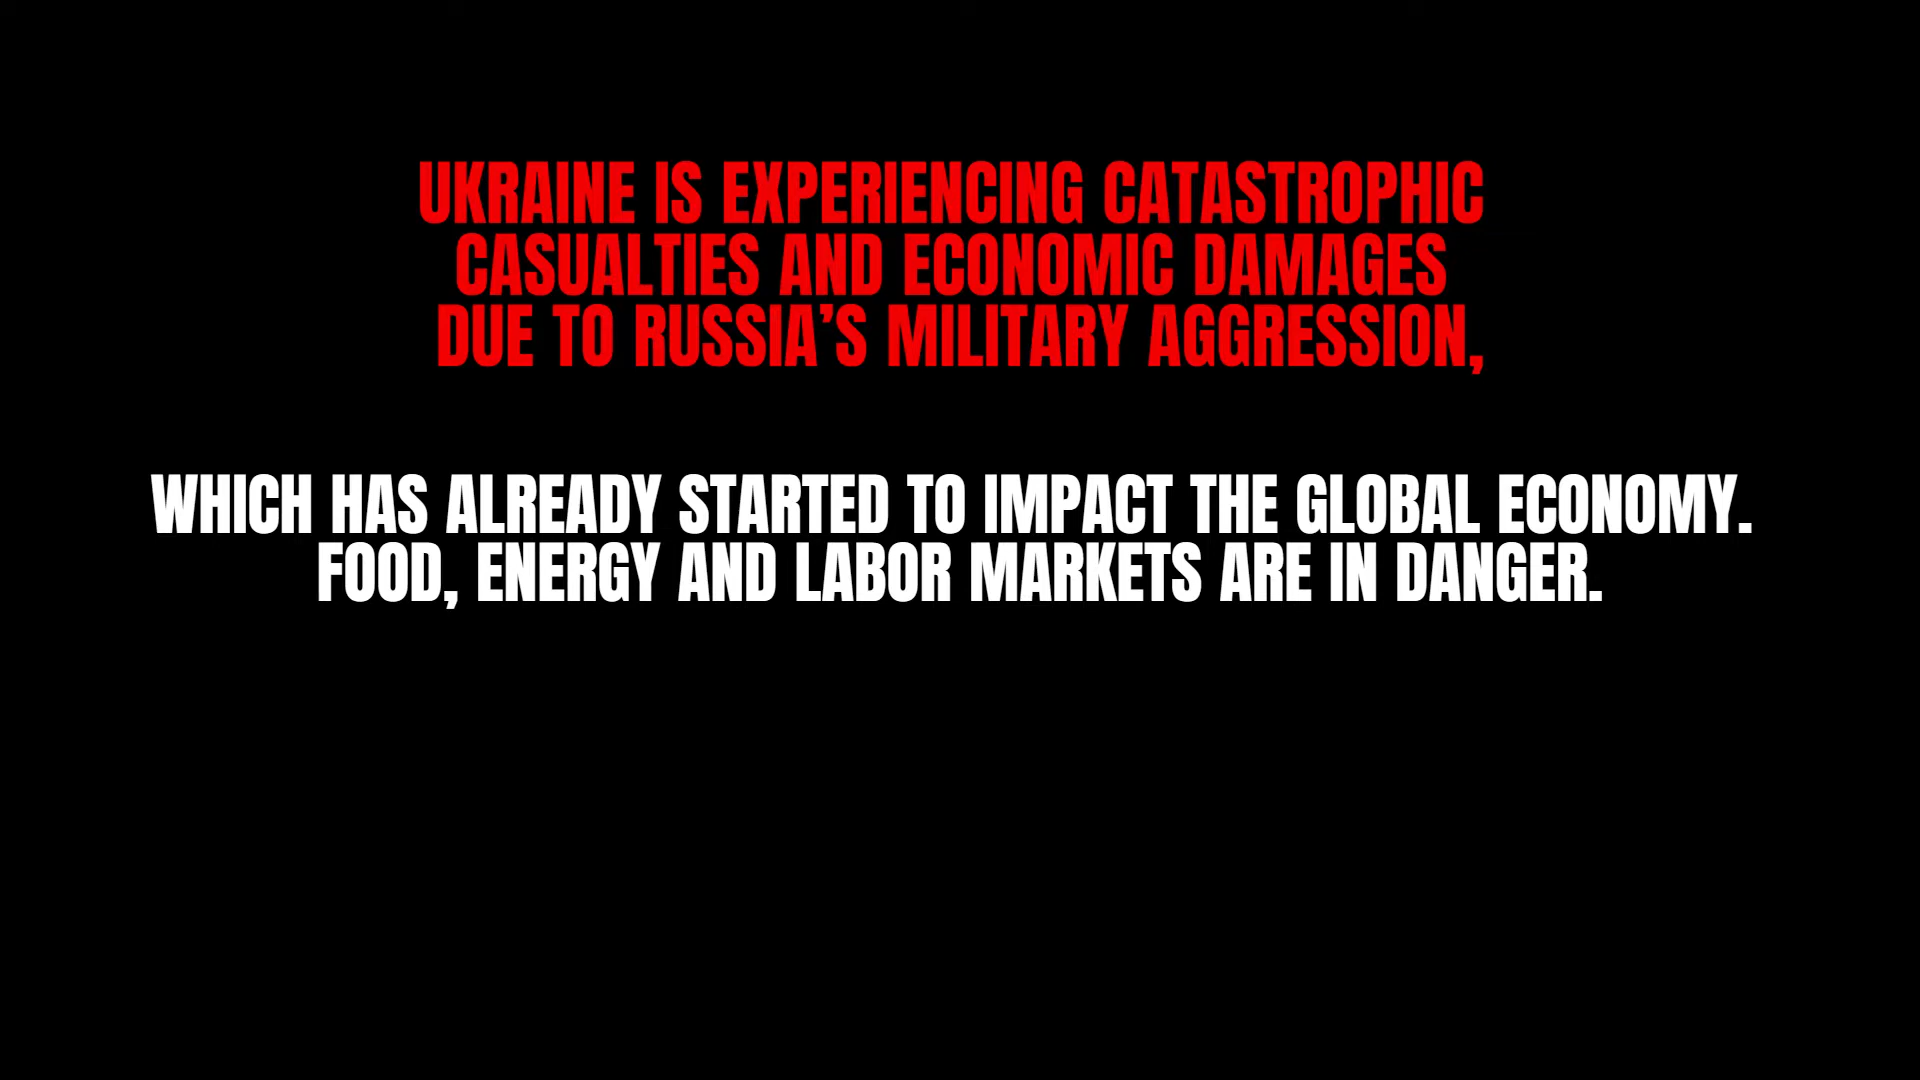 UKRAINE IS EXPERIENCING CATASTROPHIC
CASUALTIES AND ECONOMIC DAMAGES
DUE TO RUSSIA’S MILITARY AGGRESSION,
WHICH HAS ALREADY STARTED TO IMPACT THE GLOBAL ECONOMY.
FOOD, ENERGY AND LABOR MARKETS ARE IN DANGER.